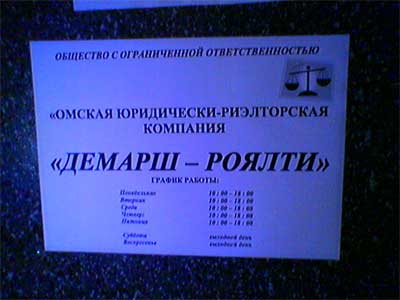 ОБЩЕСТВО С ОГРАНИЧЕННОЙ ОТВЕТСТВЕННОСТЬЮ
«ОМСКАЯ ЮРИДИЧЕСКИ-РИЭЛТОРСКАЯ
КОМПАНИЯ
«ДЕМАРШ – РОЯЛТИ»
ГРАФИК РАБОТЫ:
Понедельник 10:00 – 18:00
Вторник 10:00 – 18:00
Среда 10:00 – 18:00
Четверг 10:00 – 18:00
Пятница 10:00 – 18:00
Суббота выходной день
Воскресенье выходной день